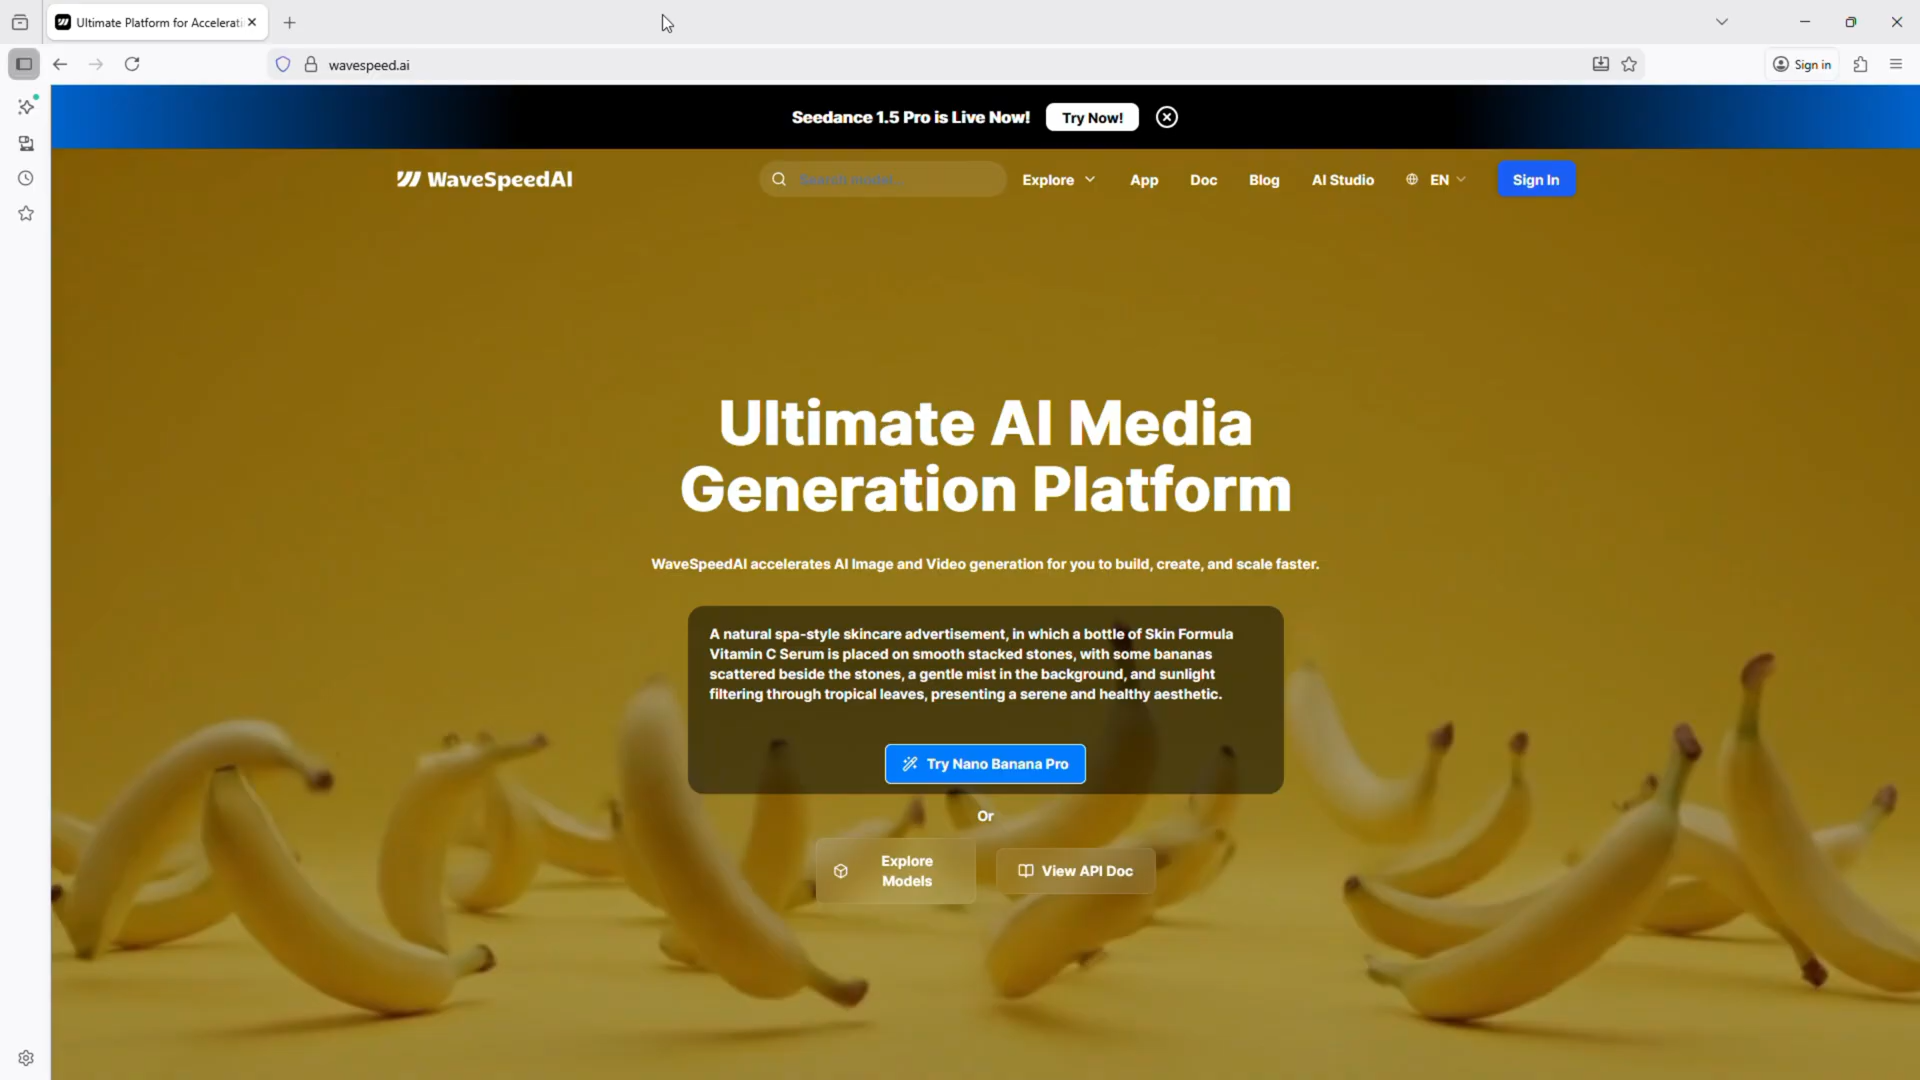 Ultimate Platform for Accelerati
wavespeed.ai
Sign in
Seedance 1.5 Pro is Live Now!
Try Now!
WaveSpeedAI
Search model...
Explore
App
Doc
Blog
AI Studio
EN
Sign In
Ultimate AI Media
Generation Platform
WaveSpeedAI accelerates AI Image and Video generation for you to build, create, and scale faster.
A natural spa-style skincare advertisement, in which a bottle of Skin Formula
Vitamin C Serum is placed on smooth stacked stones, with some bananas
scattered beside the stones, a gentle mist in the background, and sunlight
filtering through tropical leaves, presenting a serene and healthy aesthetic.
Try Nano Banana Pro
Or
Explore
Models
View API Doc